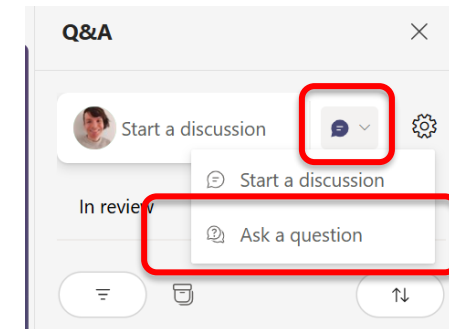 Q&A
Start a discussion
Start a discussion
In review
Ask a question